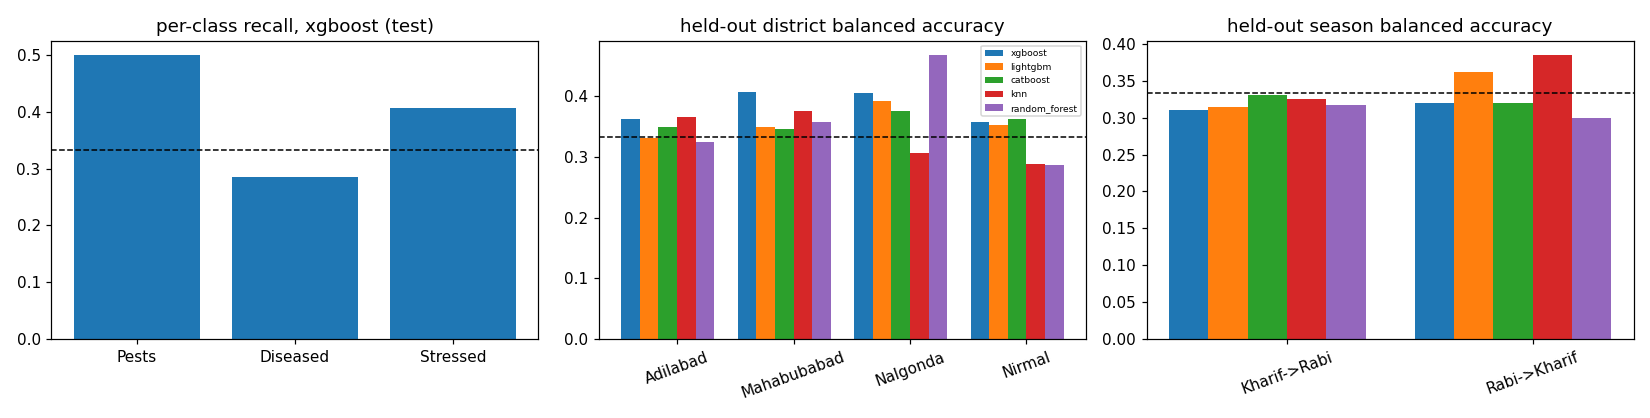 per-class recall, xgboost (test)
0.5
0.4
0.3
0.2
0.1
0.0
Pests
Diseased
Stressed
held-out district balanced accuracy
xgboost
lightgbm
catboost
knn
random_forest
0.4
0.3
0.2
0.1
0.0
Adilabad
Mahabubabad
Nalgonda
Nirmal
held-out season balanced accuracy
0.40
0.35
0.30
0.25
0.20
0.15
0.10
0.05
0.00
Kharif->Rabi
Rabi->Kharif